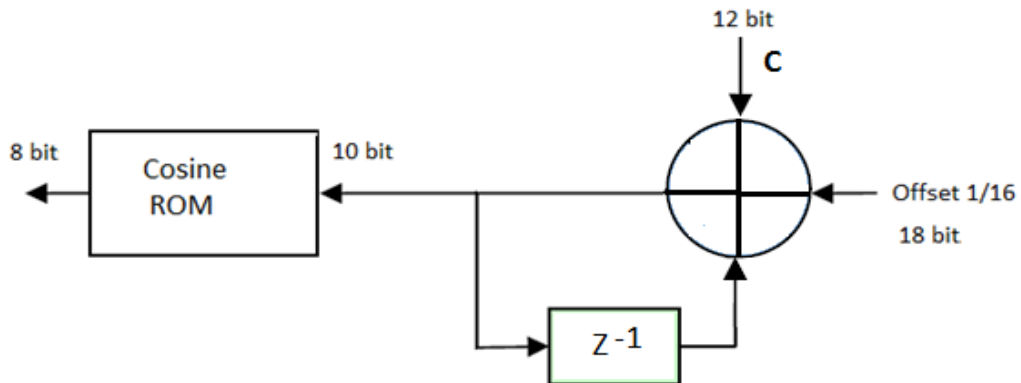 12 bit
C
8 bit
Cosine
ROM
10 bit
Offset 1/16
18 bit
Z -1